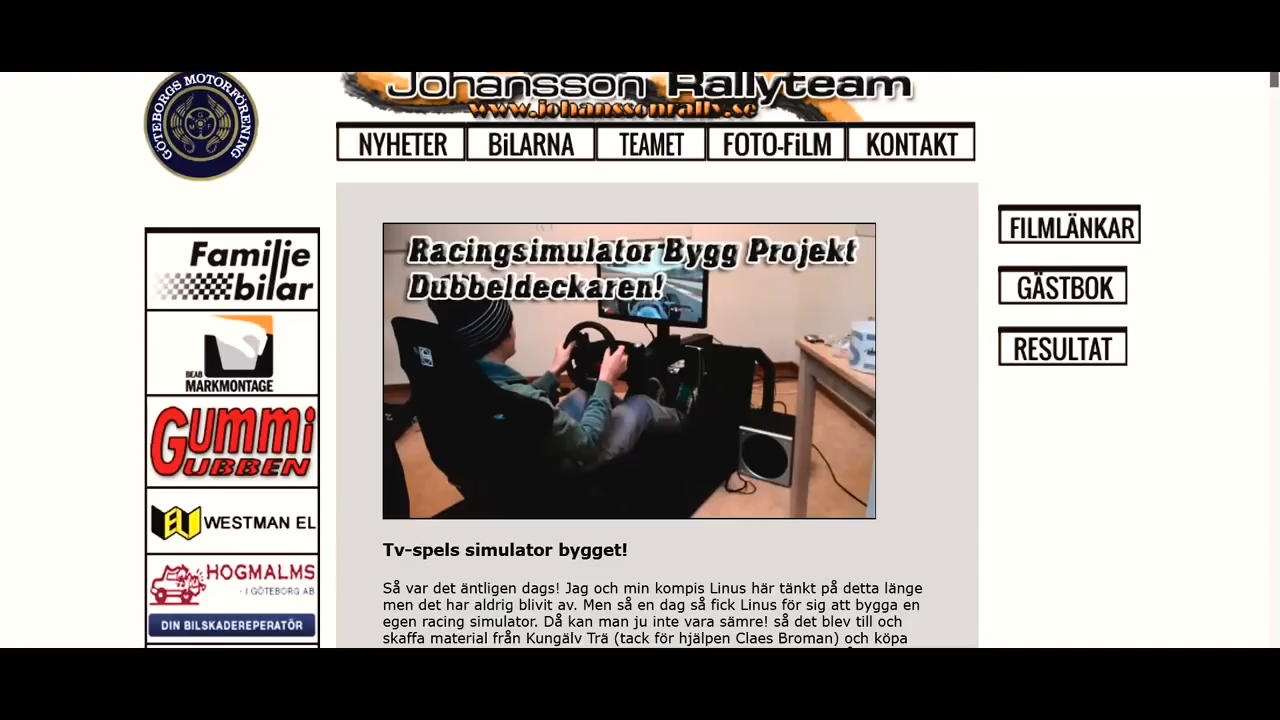 GÖTEBORGS MOTORFÖRENING
Johansson Rallyteam
www.johanssonrally.se
NYHETER
BiLARNA
TEAMET
FOTO-FiLM
KONTAKT
Familje
bilar
BEAB
MARKMONTAGE
GUMMi
GUBBEN
WESTMAN EL
HOGMALMS
- I GÖTEBORG AB
DIN BILSKADEREPERATÖR
Racingsimulator Bygg Projekt
Dubbeldeckaren!
Tv-spels simulator bygget!
Så var det äntligen dags! Jag och min kompis Linus här tänkt på detta länge
men det har aldrig blivit av. Men så en dag så fick Linus för sig att bygga en
egen racing simulator. Då kan man ju inte vara sämre! så det blev till och
skaffa material från Kungälv Trä (tack för hjälpen Claes Broman) och köpa
FILMLÄNKAR
GÄSTBOK
RESULTAT